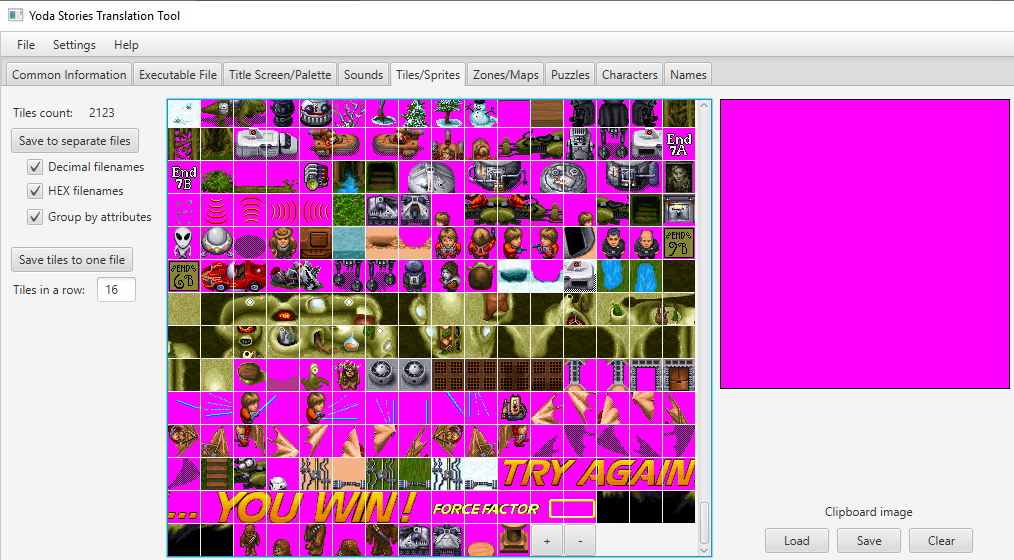 Yoda Stories Translation Tool
File Settings Help
Common Information Executable File Title Screen/Palette Sounds Tiles/Sprites Zones/Maps Puzzles Characters Names
Tiles count: 2123
Save to separate files
Decimal filenames
HEX filenames
Group by attributes
Save tiles to one file
Tiles in a row: 16
End 7A
End 7B
9B
ENDS 6B
TRY AGAIN
... YOU WIN! FORCE FACTOR
+ -
Clipboard image
Load Save Clear